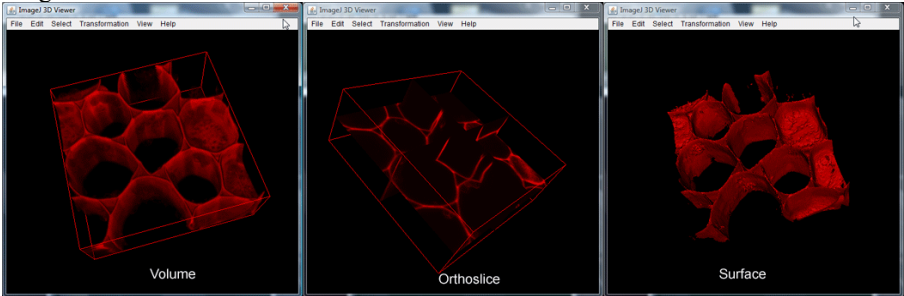 ImageJ 3D Viewer
File Edit Select Transformation View Help
Volume
ImageJ 3D Viewer
File Edit Select Transformation View Help
Orthoslice
ImageJ 3D Viewer
File Edit Select Transformation View Help
Surface